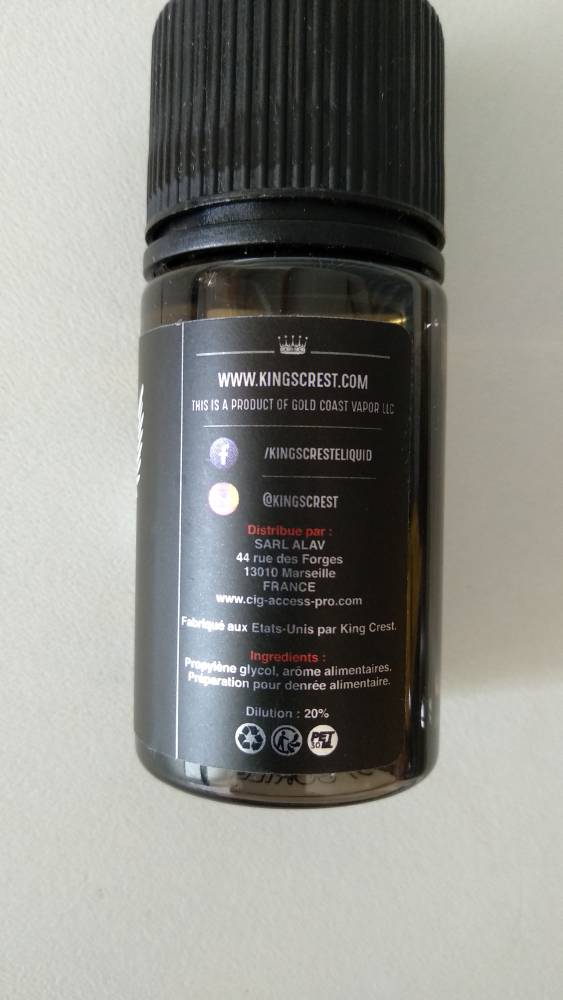 WWW.KINGSCREST.COM
THIS IS A PRODUCT OF GOLD COAST VAPOR LLC
/KINGSCRESTELIQUID
@KINGSCREST
Distribue par :
SARL ALAV
44 rue des Forges
13010 Marseille
FRANCE
www.cig-access-pro.com
Fabriqué aux Etats-Unis par King Crest.
Ingredients :
Propylène glycol, arôme alimentaires.
Préparation pour denrée alimentaire.
Dilution : 20%
PET